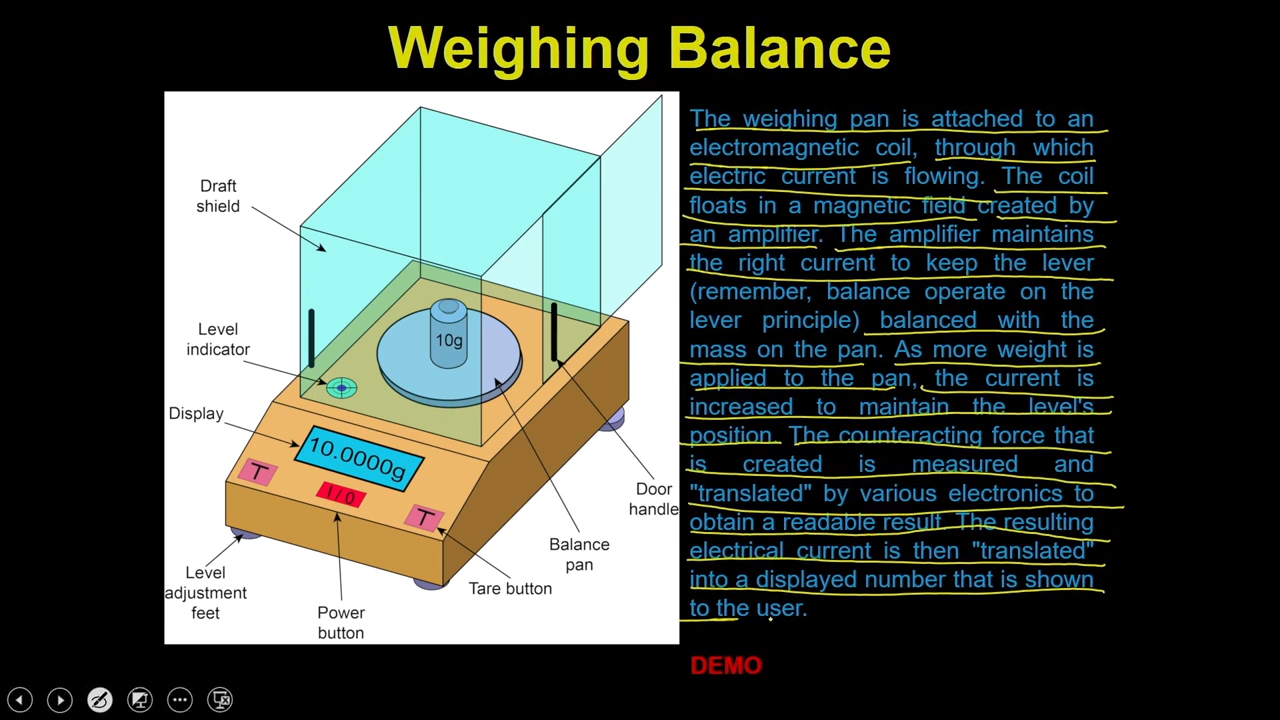 Weighing Balance
Draft
shield
Level
indicator
Display
10g
10.0000g
T
I/0
T
Level
adjustment
feet
Power
button
Tare button
Balance
pan
Door
handle
The weighing pan is attached to an
electromagnetic coil, through which
electric current is flowing. The coil
floats in a magnetic field created by
an amplifier. The amplifier maintains
the right current to keep the lever
(remember, balance operate on the
lever principle) balanced with the
mass on the pan. As more weight is
applied to the pan, the current is
increased to maintain the level's
position. The counteracting force that
is created is measured and
"translated" by various electronics to
obtain a readable result. The resulting
electrical current is then "translated"
into a displayed number that is shown
to the user.
DEMO